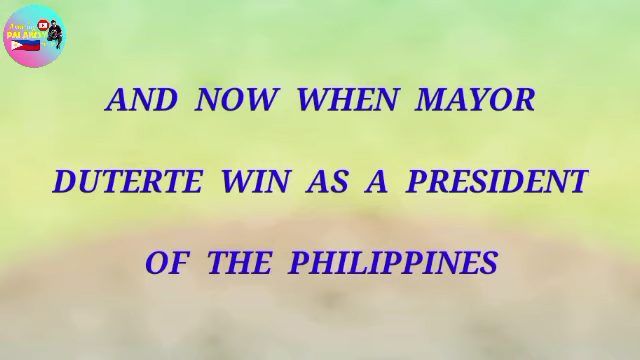 AND NOW WHEN MAYOR
DUTERTE WIN AS A PRESIDENT
OF THE PHILIPPINES